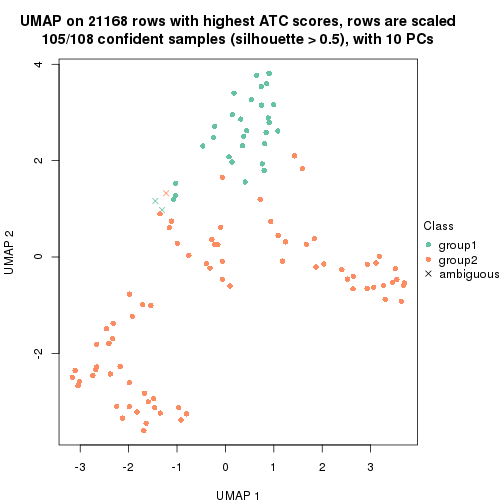 UMAP on 21168 rows with highest ATC scores, rows are scaled
105/108 confident samples (silhouette > 0.5), with 10 PCs
4
2
0
-2
UMAP 2
-3 -2 -1 0 1 2 3
UMAP 1
Class
group1
group2
ambiguous